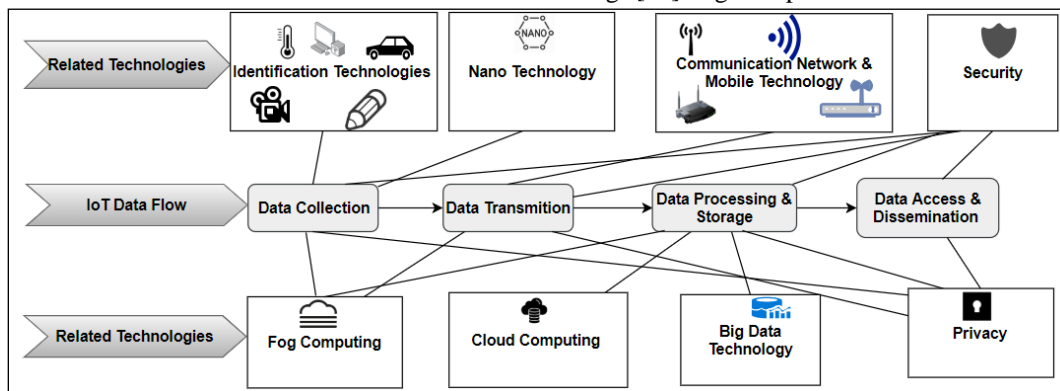 Related Technologies
Identification Technologies
NANO
Nano Technology
Communication Network &
Mobile Technology
Security
IoT Data Flow
Data Collection
Data Transmition
Data Processing &
Storage
Data Access &
Dissemination
Related Technologies
Fog Computing
Cloud Computing
Big Data
Technology
Privacy